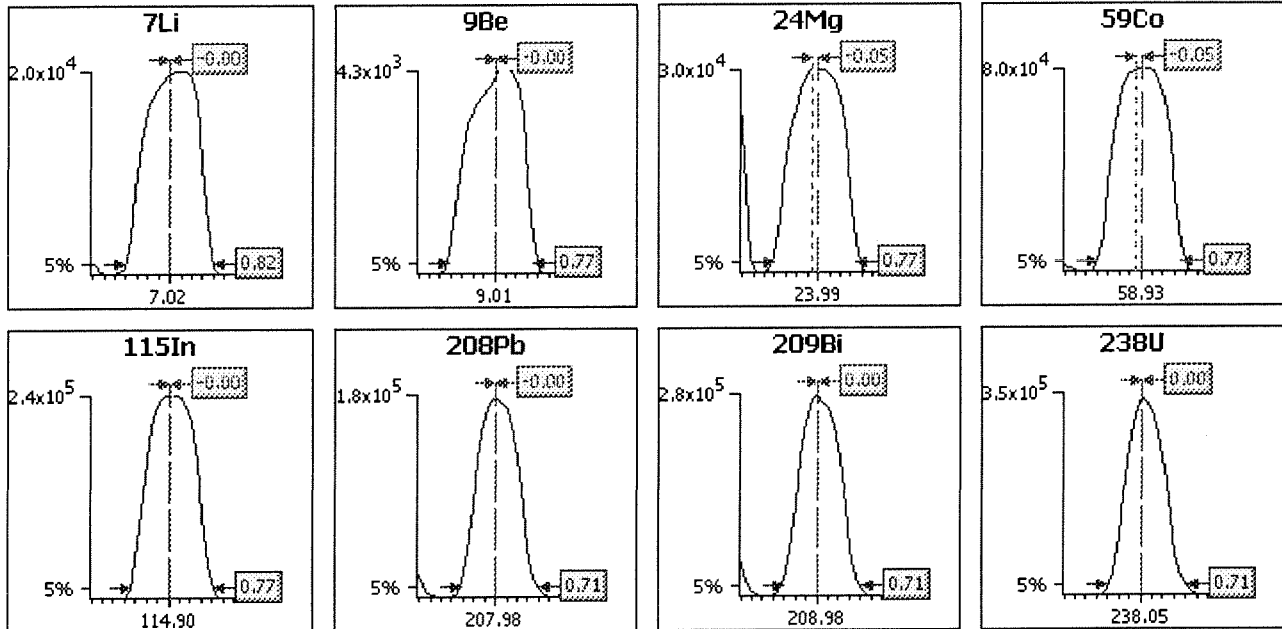 7Li
-0.00
2.0x10^4
5%
0.82
7.02
9Be
-0.00
4.3x10^3
5%
0.77
9.01
24Mg
-0.05
3.0x10^4
5%
0.77
23.99
59Co
-0.05
8.0x10^4
5%
0.77
58.93
115In
-0.00
2.4x10^5
5%
0.77
114.90
208Pb
-0.00
1.8x10^5
5%
0.71
207.98
209Bi
0.00
2.8x10^5
5%
0.71
208.98
238U
0.00
3.5x10^5
5%
0.71
238.05